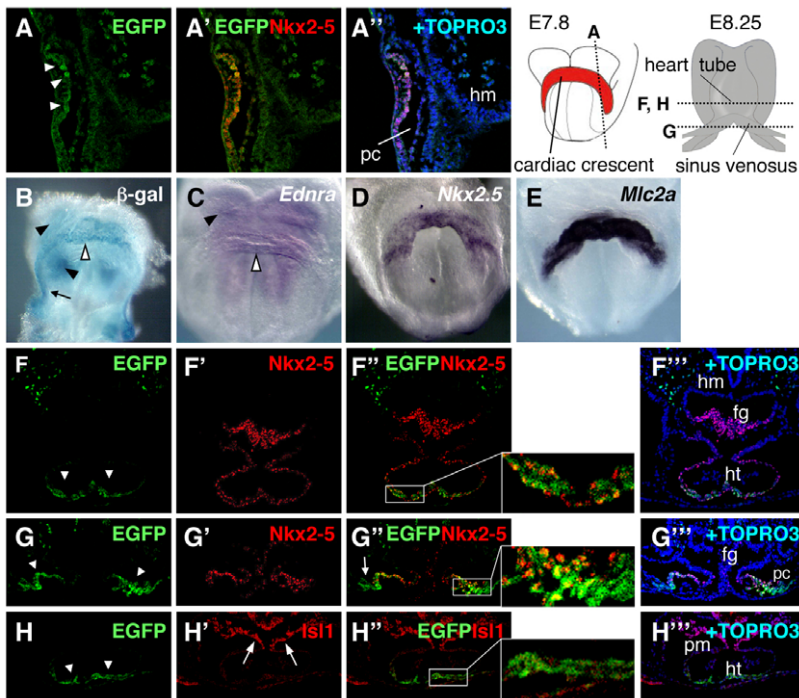 A EGFP
A' EGFPNkx2-5
A'' +TOPRO3
hm
pc
E7.8
A
cardiac crescent
E8.25
heart tube
F, H
G
sinus venosus
B β-gal
C Ednra
D Nkx2.5
E Mlc2a
F EGFP
F' Nkx2-5
F'' EGFPNkx2-5
F''' +TOPRO3
hm
fg
ht
G EGFP
G' Nkx2-5
G'' EGFPNkx2-5
G''' +TOPRO3
fg
pc
H EGFP
H' Isl1
H'' EGFPIsl1
H''' +TOPRO3
pm
ht